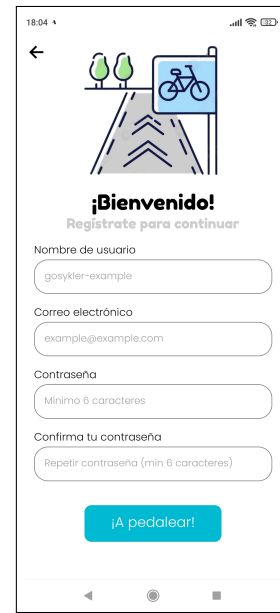 18:04
32
¡Bienvenido!
Regístrate para continuar
Nombre de usuario
gosykler-example
Correo electrónico
example@example.com
Contraseña
Mínimo 6 caracteres
Confirma tu contraseña
Repetir contraseña (min 6 caracteres)
¡A pedalear!